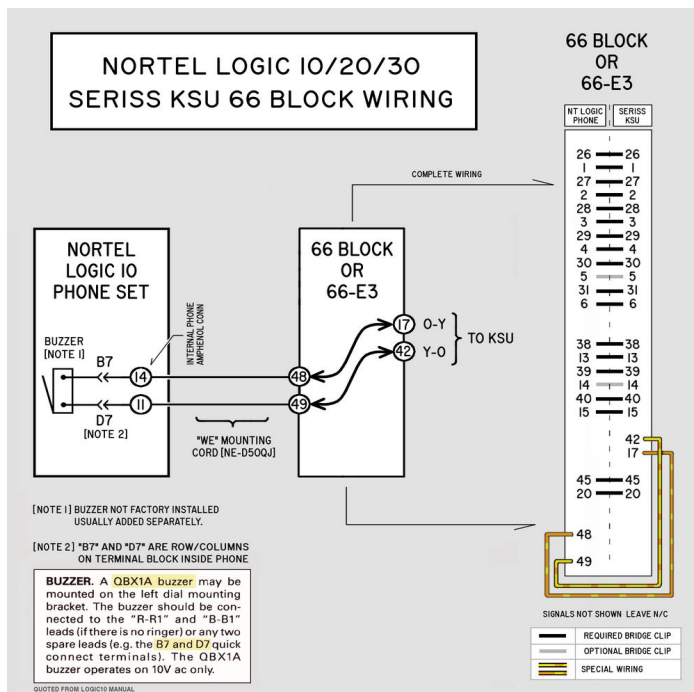 NORTEL LOGIC 10/20/30
SERISS KSU 66 BLOCK WIRING
66 BLOCK
OR
66-E3
NT LOGIC PHONE
SERISS KSU
26 26
1 1
27 27
2 2
28 28
3 3
29 29
4 4
30 30
5 5
31 31
6 6
38 38
13 13
39 39
14 14
40 40
15 15
42
17
45 45
20 20
48
49
COMPLETE WIRING
NORTEL
LOGIC 10
PHONE SET
BUZZER
[NOTE 1]
B7
14
D7
[NOTE 2]
11
INTERNAL PHONE
AMPHENOL CONN
"WE" MOUNTING
CORD [NE-D50QJ]
66 BLOCK
OR
66-E3
48
49
17 O-Y
42 Y-O
TO KSU
[NOTE 1] BUZZER NOT FACTORY INSTALLED
USUALLY ADDED SEPARATELY.
[NOTE 2] "B7" AND "D7" ARE ROW/COLUMNS
ON TERMINAL BLOCK INSIDE PHONE
BUZZER. A QBX1A buzzer may be
mounted on the left dial mounting
bracket. The buzzer should be con-
nected to the "R-R1" and "B-B1"
leads (if there is no ringer) or any two
spare leads (e.g. the B7 and D7 quick
connect terminals). The QBX1A
buzzer operates on 10V ac only.
QUOTED FROM LOGIC10 MANUAL
SIGNALS NOT SHOWN LEAVE N/C
REQUIRED BRIDGE CLIP
OPTIONAL BRIDGE CLIP
SPECIAL WIRING